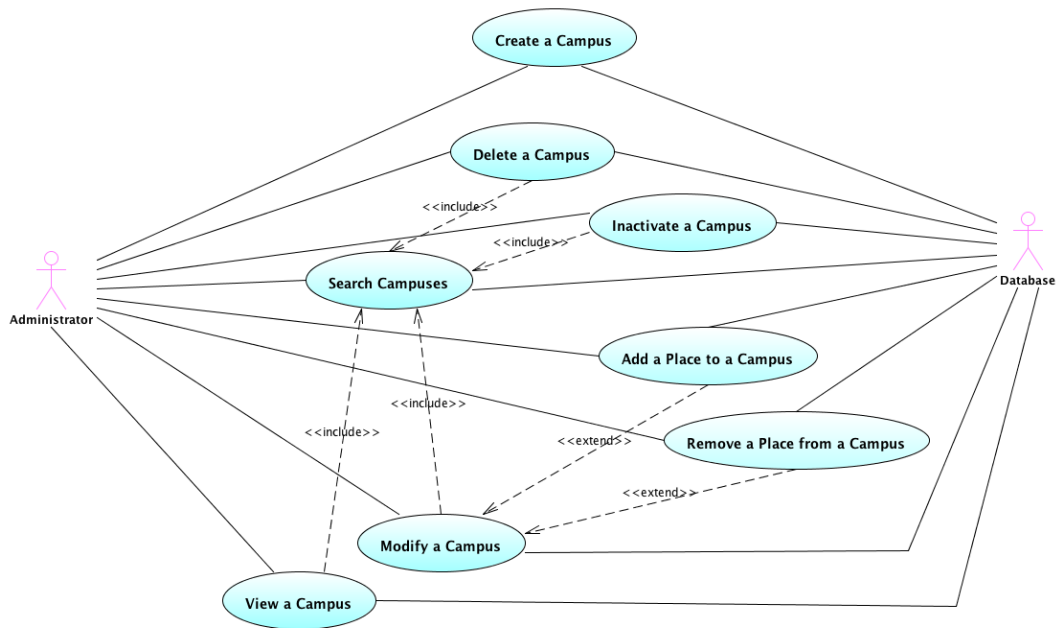 Create a Campus
Delete a Campus
<<include>>
Inactivate a Campus
<<include>>
Search Campuses
Database
Administrator
Add a Place to a Campus
<<include>>
<<include>>
<<extend>>
Remove a Place from a Campus
<<extend>>
Modify a Campus
View a Campus